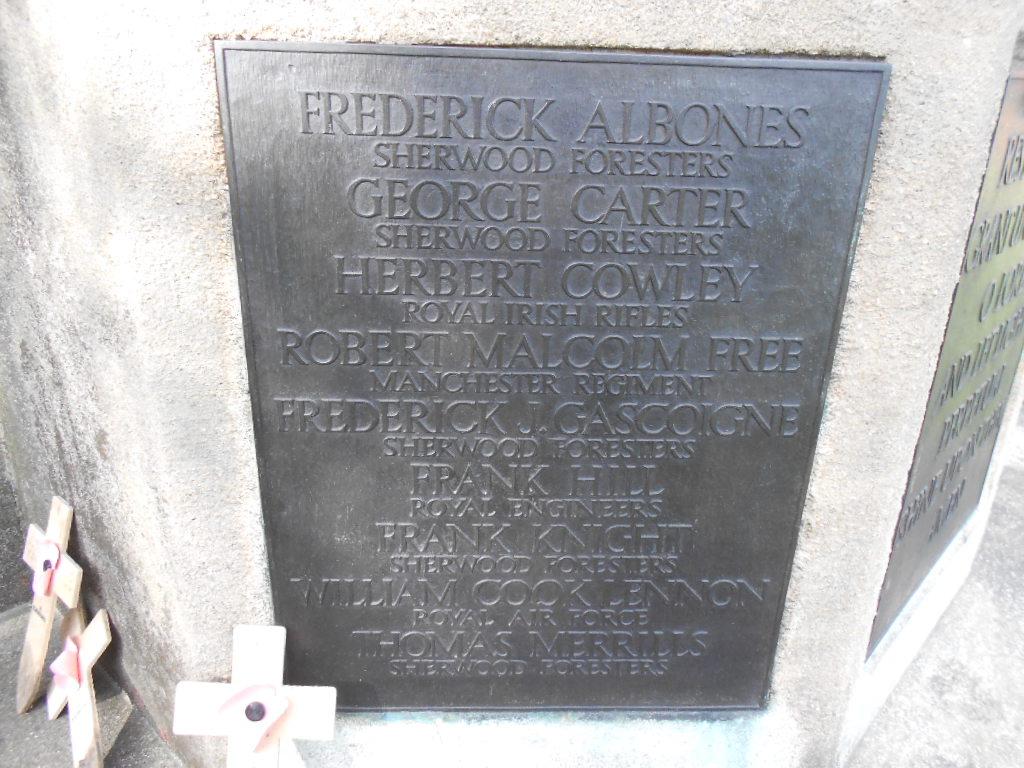 FREDERICK ALBONES
SHERWOOD FORESTERS
GEORGE CARTER
SHERWOOD FORESTERS
HERBERT COWLEY
ROYAL IRISH RIFLES
ROBERT MALCOLM FREE
MANCHESTER REGIMENT
FREDERICK J. GASCOIGNE
SHERWOOD FORESTERS
FRANK HILL
ROYAL ENGINEERS
FRANK KNIGHT
SHERWOOD FORESTERS
WILLIAM COOK LENNON
ROYAL AIR FORCE
THOMAS MERRILLS
SHERWOOD FORESTERS